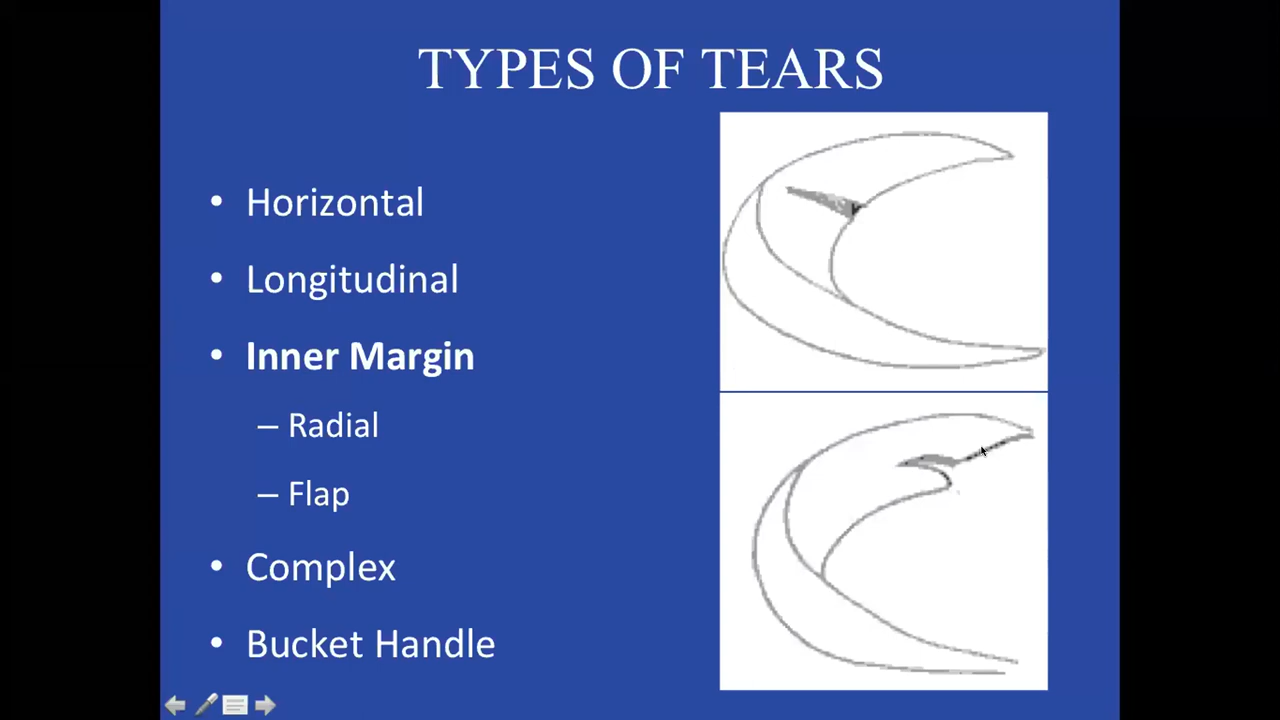 TYPES OF TEARS
• Horizontal
• Longitudinal
• Inner Margin
– Radial
– Flap
• Complex
• Bucket Handle